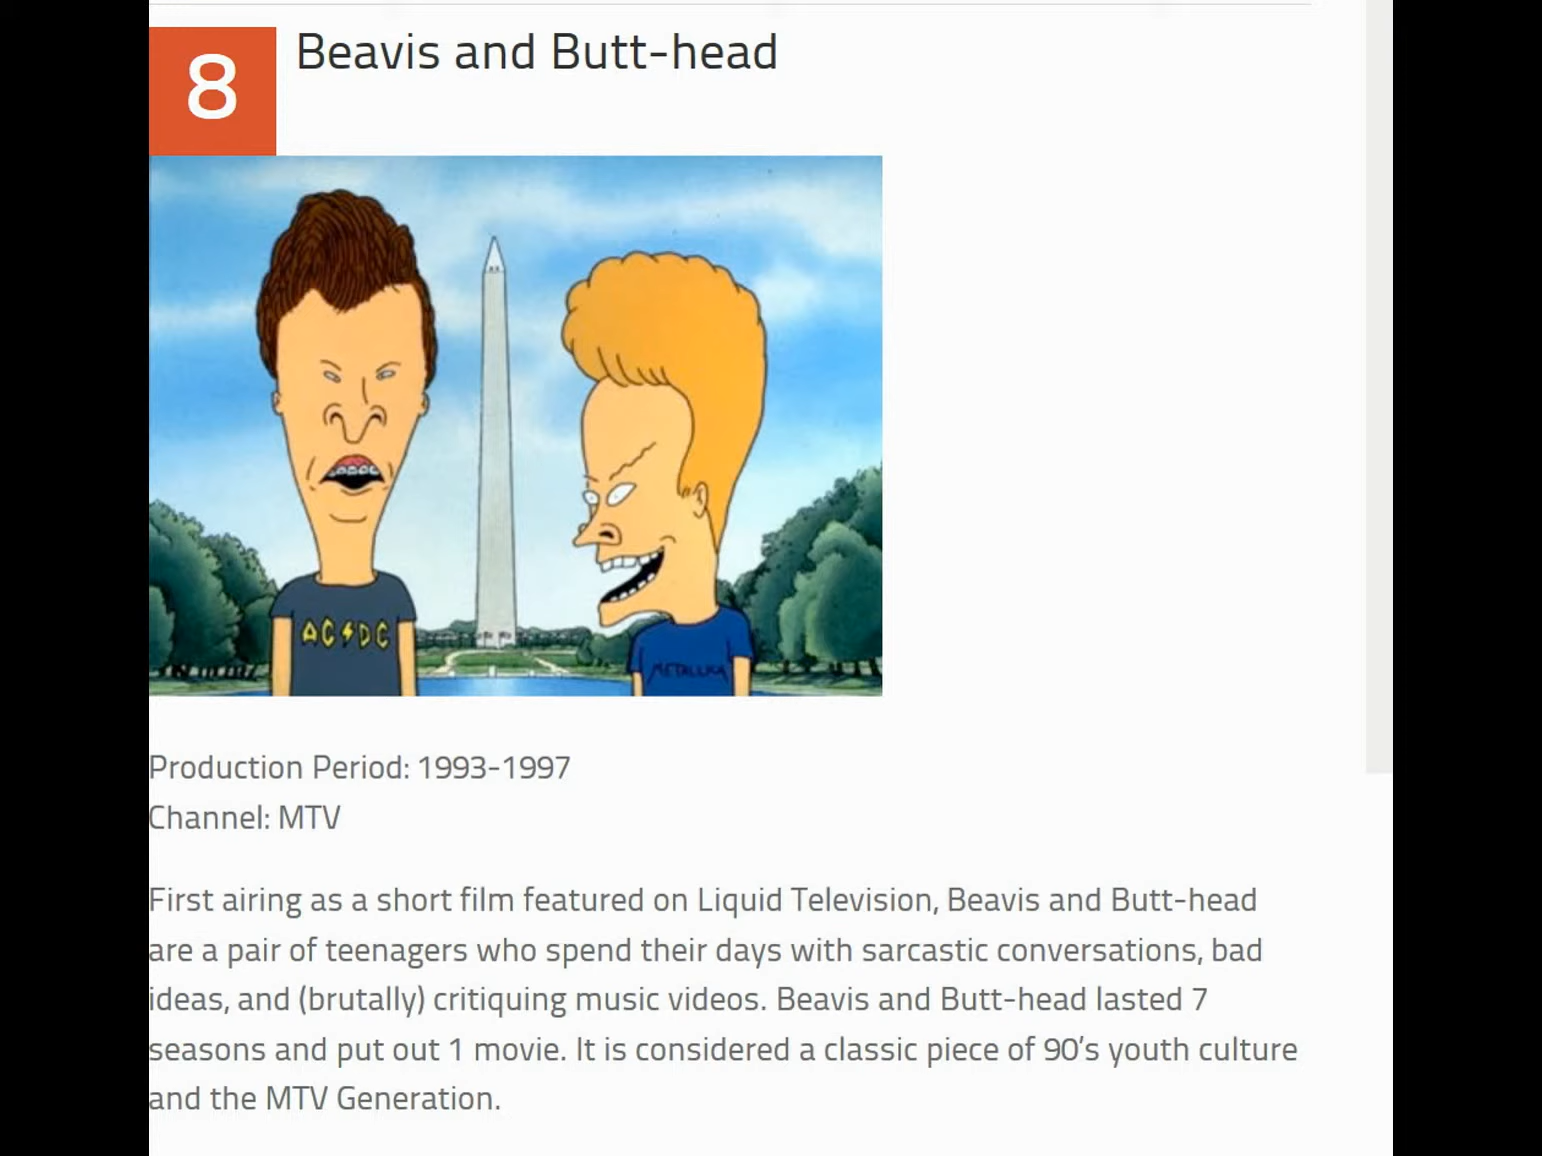 8
Beavis and Butt-head
AC⚡DC
METALLICA
Production Period: 1993-1997
Channel: MTV
First airing as a short film featured on Liquid Television, Beavis and Butt-head
are a pair of teenagers who spend their days with sarcastic conversations, bad
ideas, and (brutally) critiquing music videos. Beavis and Butt-head lasted 7
seasons and put out 1 movie. It is considered a classic piece of 90's youth culture
and the MTV Generation.